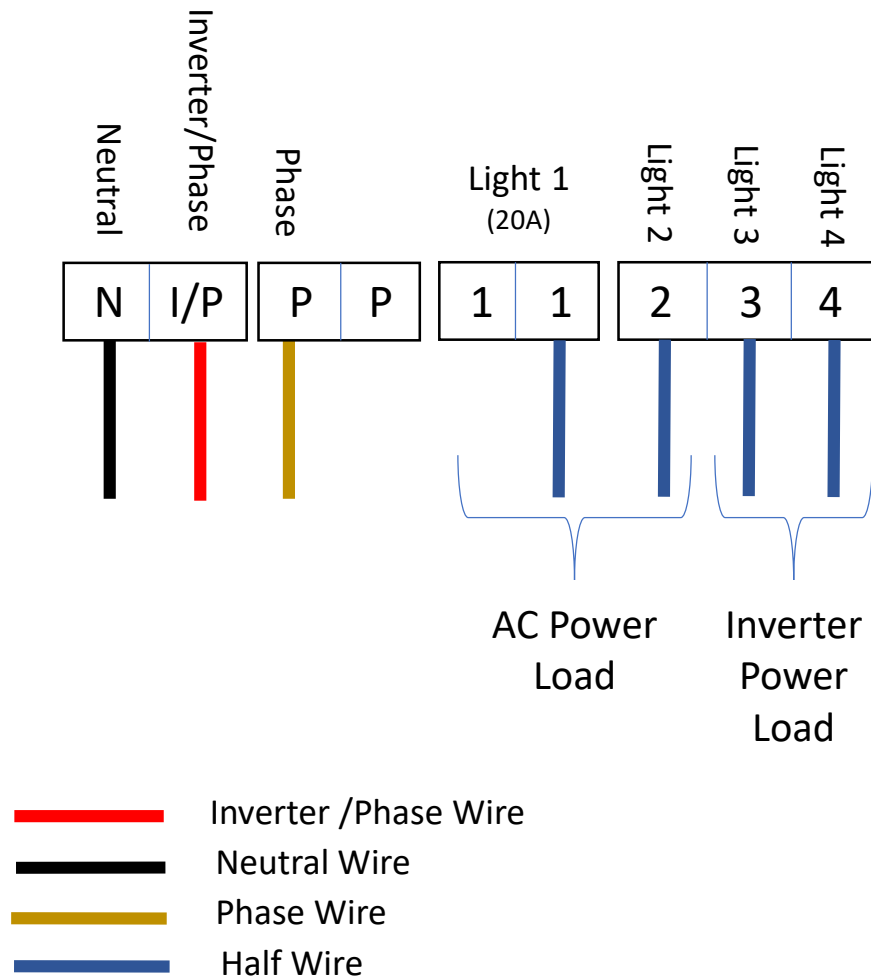 Neutral
Inverter/Phase
Phase
Light 1
(20A)
Light 2
Light 3
Light 4
N I/P P P 1 1 2 3 4
AC Power
Load
Inverter
Power
Load
Inverter /Phase Wire
Neutral Wire
Phase Wire
Half Wire